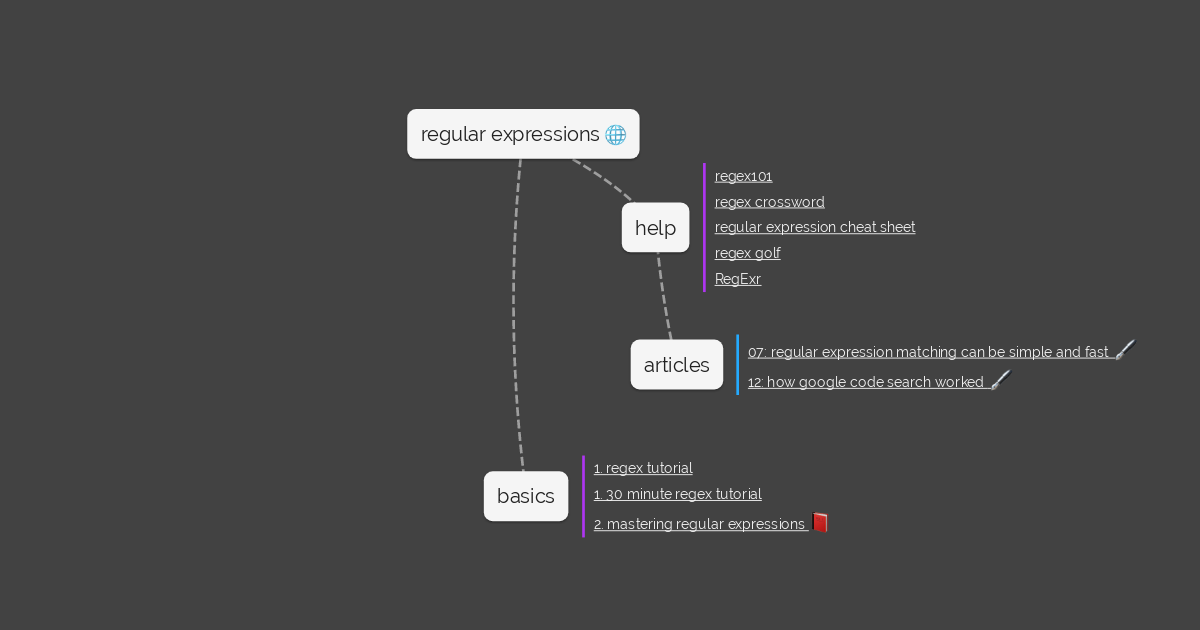 regular expressions 🌐
help
regex101
regex crossword
regular expression cheat sheet
regex golf
RegExr
articles
07: regular expression matching can be simple and fast 🖌️
12: how google code search worked 🖌️
basics
1. regex tutorial
1. 30 minute regex tutorial
2. mastering regular expressions 📕